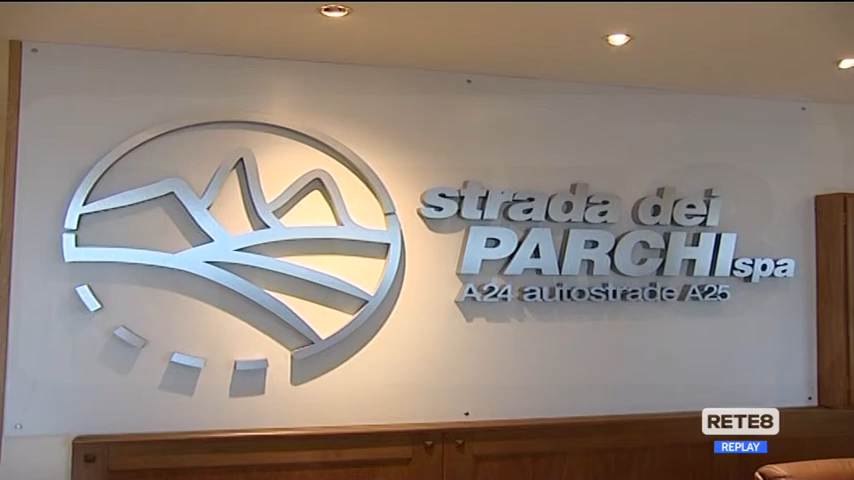 strada dei
PARCHI spa
A24 autostrade A25
RETE8
REPLAY